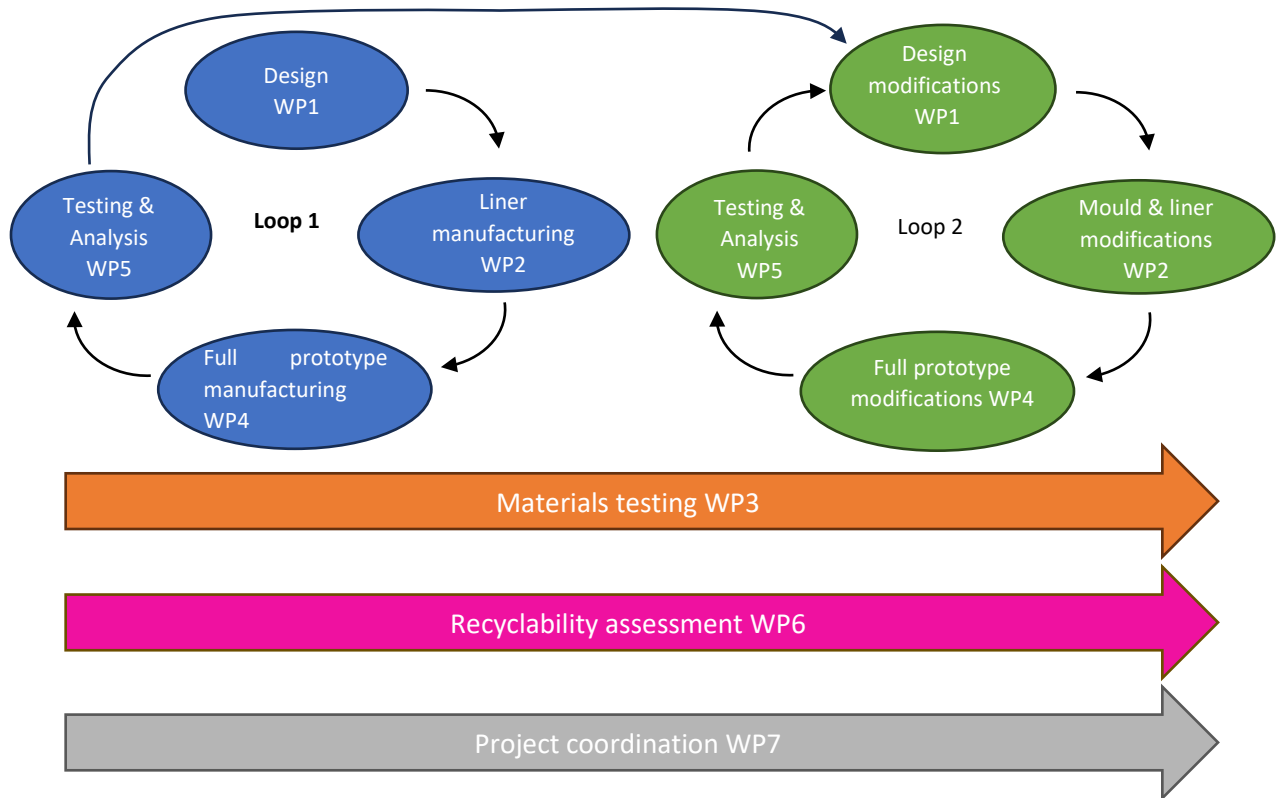 Design
WP1
Liner
manufacturing
WP2
Full prototype
manufacturing
WP4
Testing &
Analysis
WP5
Loop 1
Design
modifications
WP1
Mould & liner
modifications
WP2
Full prototype
modifications WP4
Testing &
Analysis
WP5
Loop 2
Materials testing WP3
Recyclability assessment WP6
Project coordination WP7